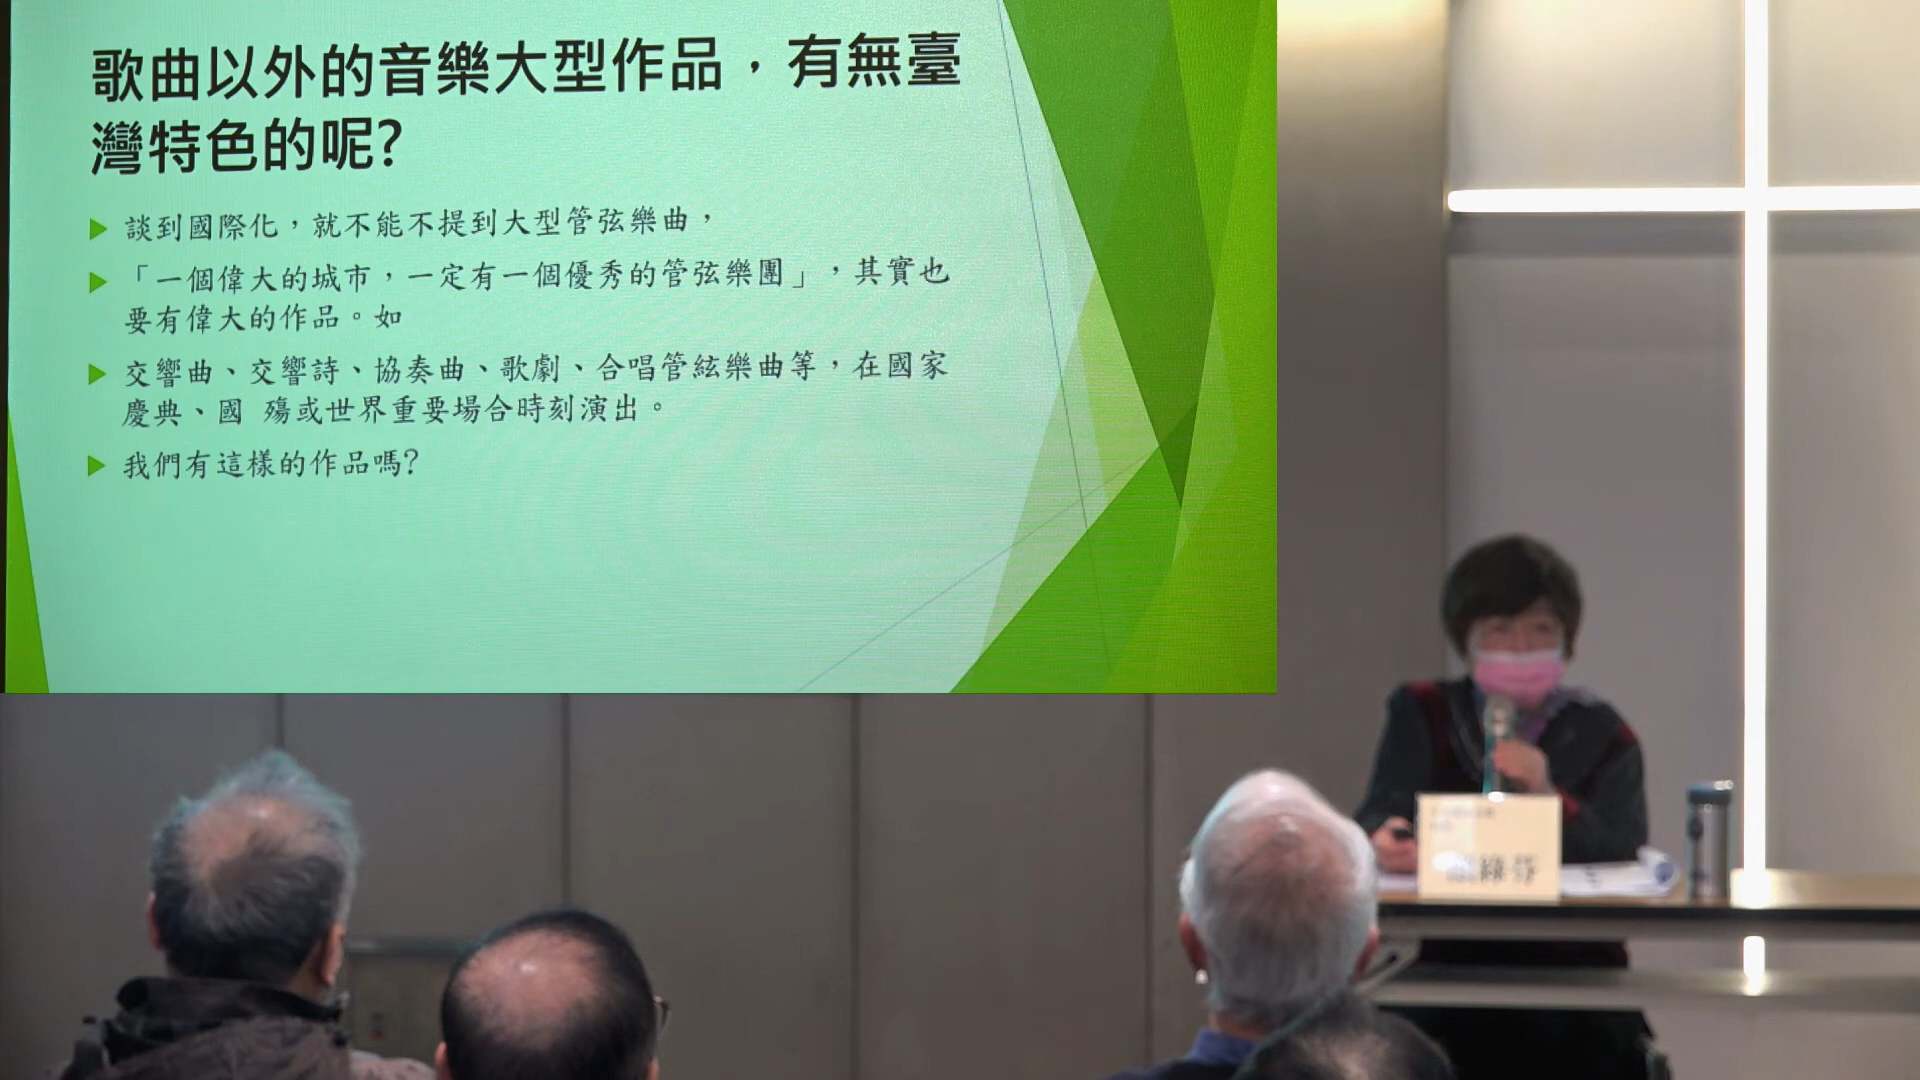 歌曲以外的音樂大型作品，有無臺
灣特色的呢?
談到國際化，就不能不提到大型管弦樂曲，
「一個偉大的城市，一定有一個優秀的管弦樂團」，其實也
要有偉大的作品。如
交響曲、交響詩、協奏曲、歌劇、合唱管絃樂曲等，在國家
慶典、國 殤或世界重要場合時刻演出。
我們有這樣的作品嗎?